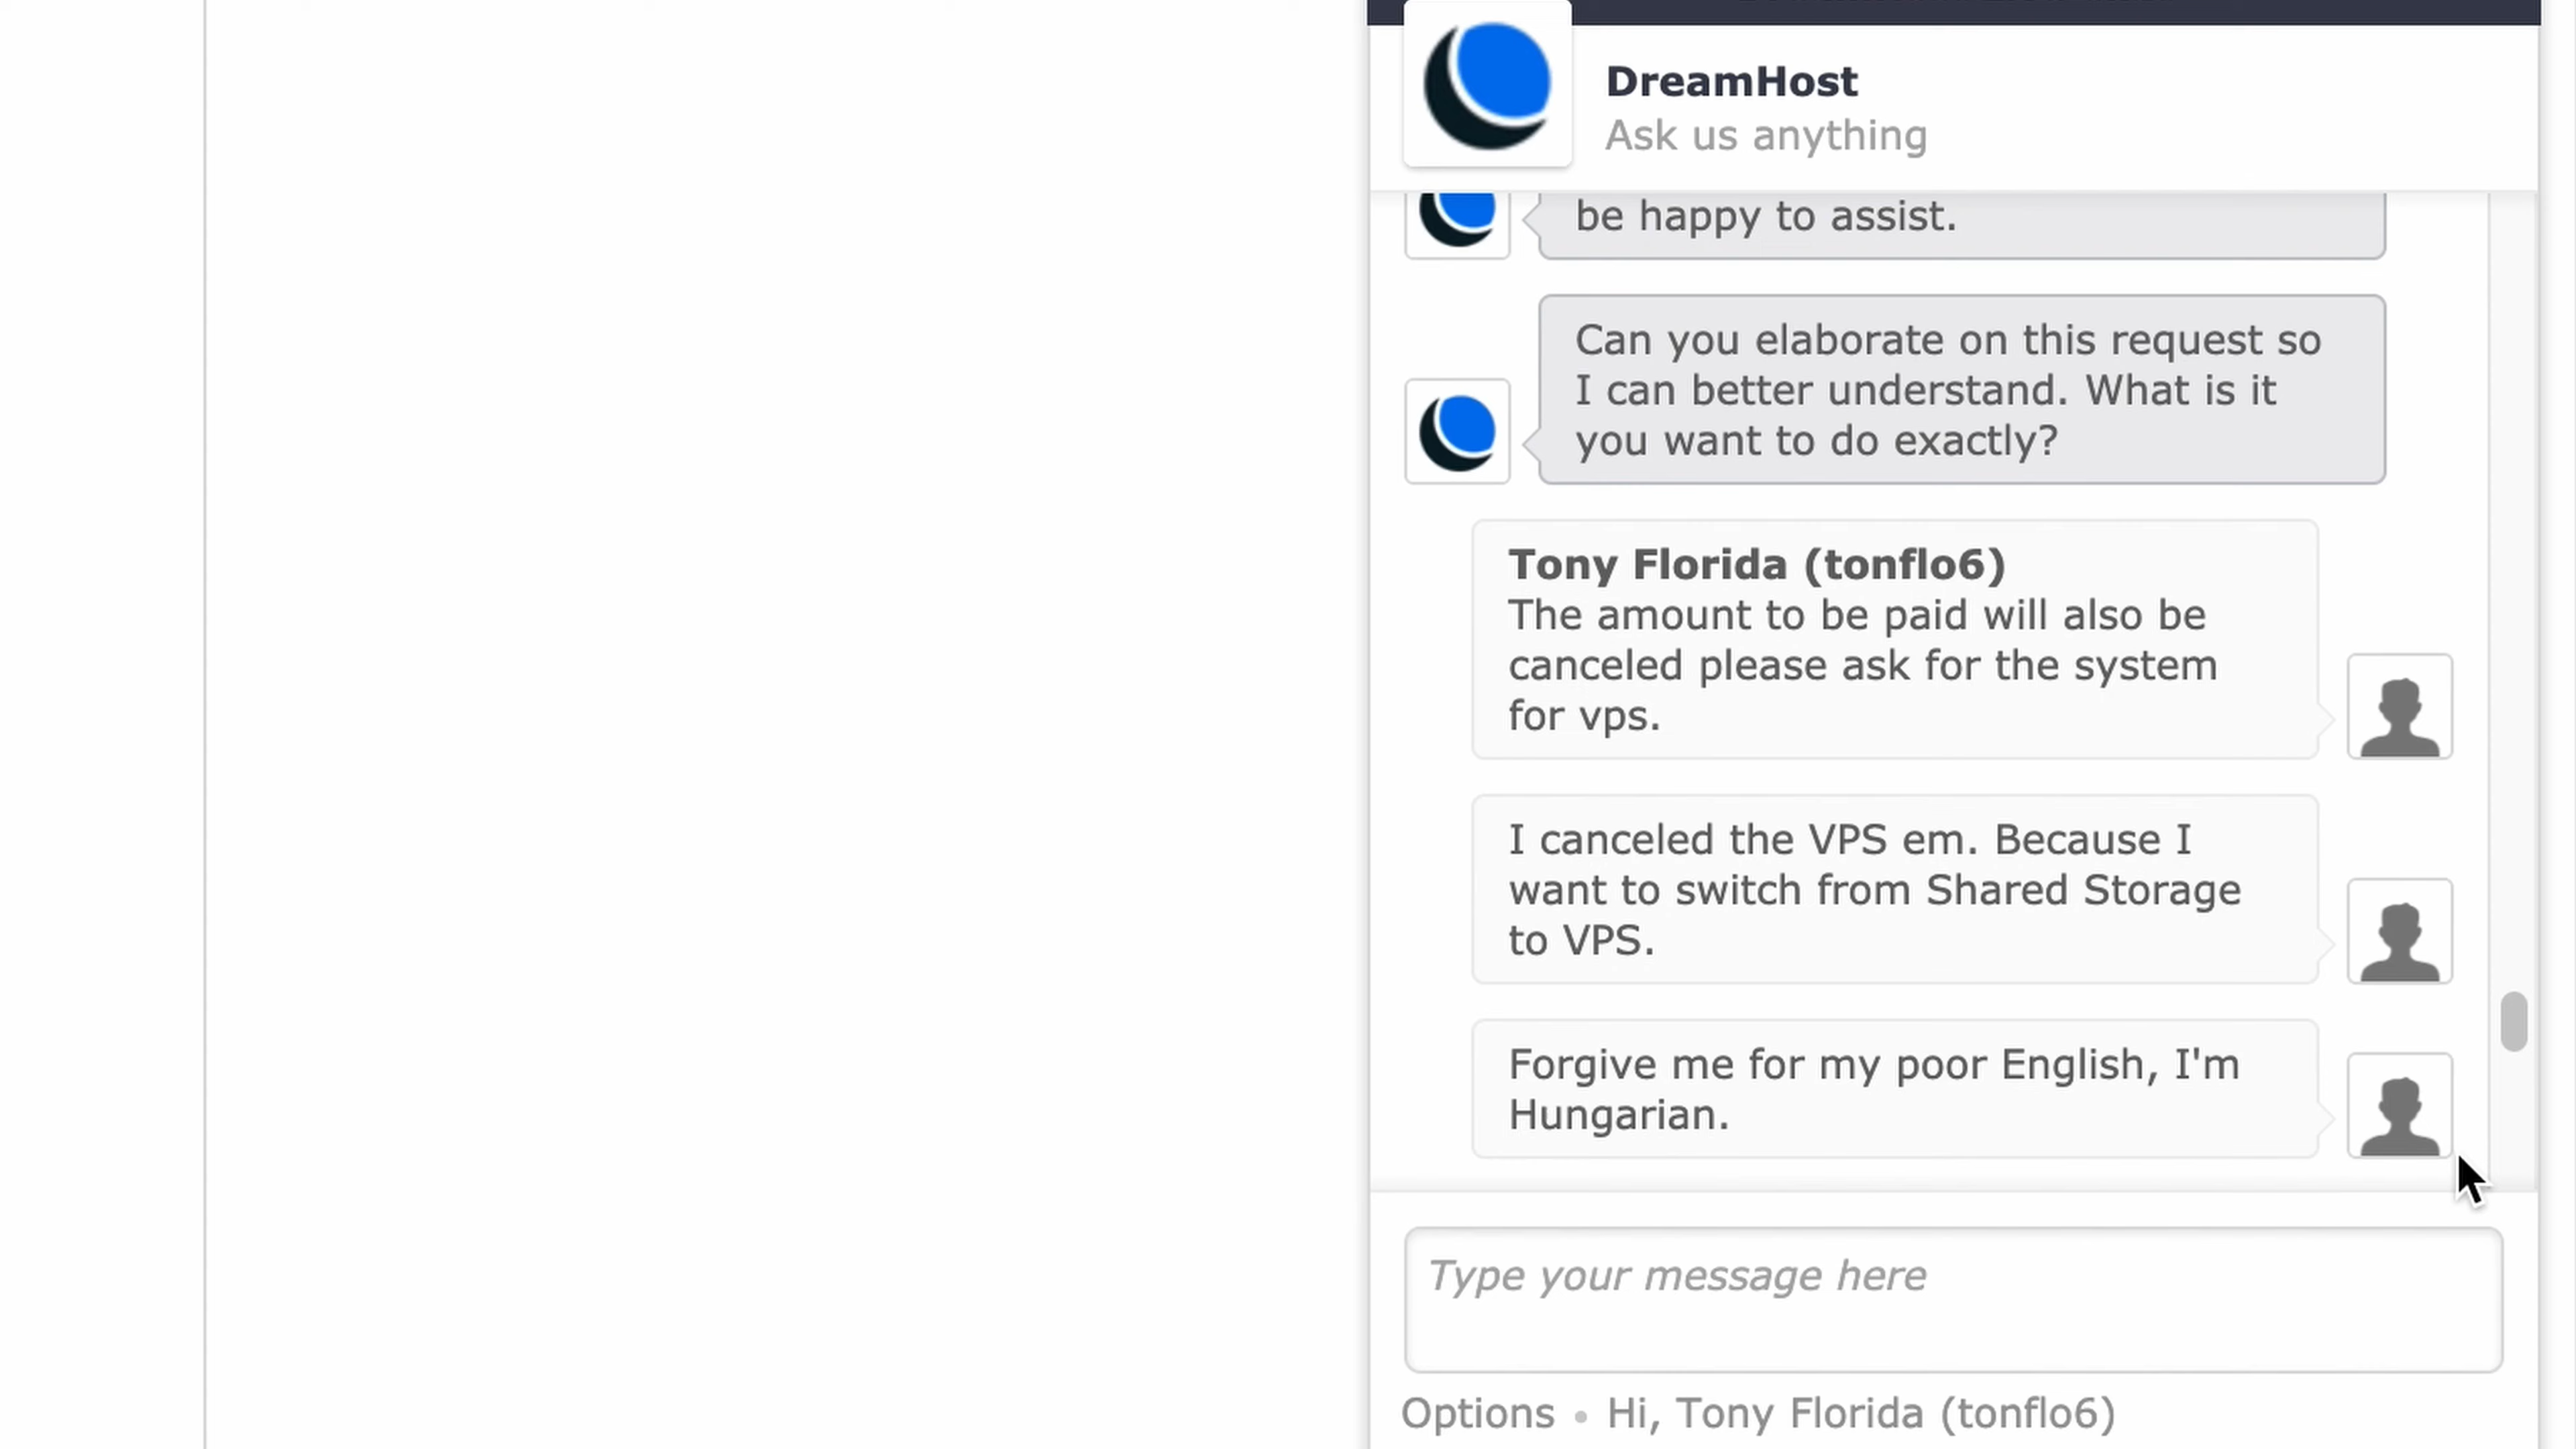 DreamHost
Ask us anything
be happy to assist.
Can you elaborate on this request so
I can better understand. What is it
you want to do exactly?
Tony Florida (tonflo6)
The amount to be paid will also be
canceled please ask for the system
for vps.
I canceled the VPS em. Because I
want to switch from Shared Storage
to VPS.
Forgive me for my poor English, I'm
Hungarian.
Type your message here
Options • Hi, Tony Florida (tonflo6)